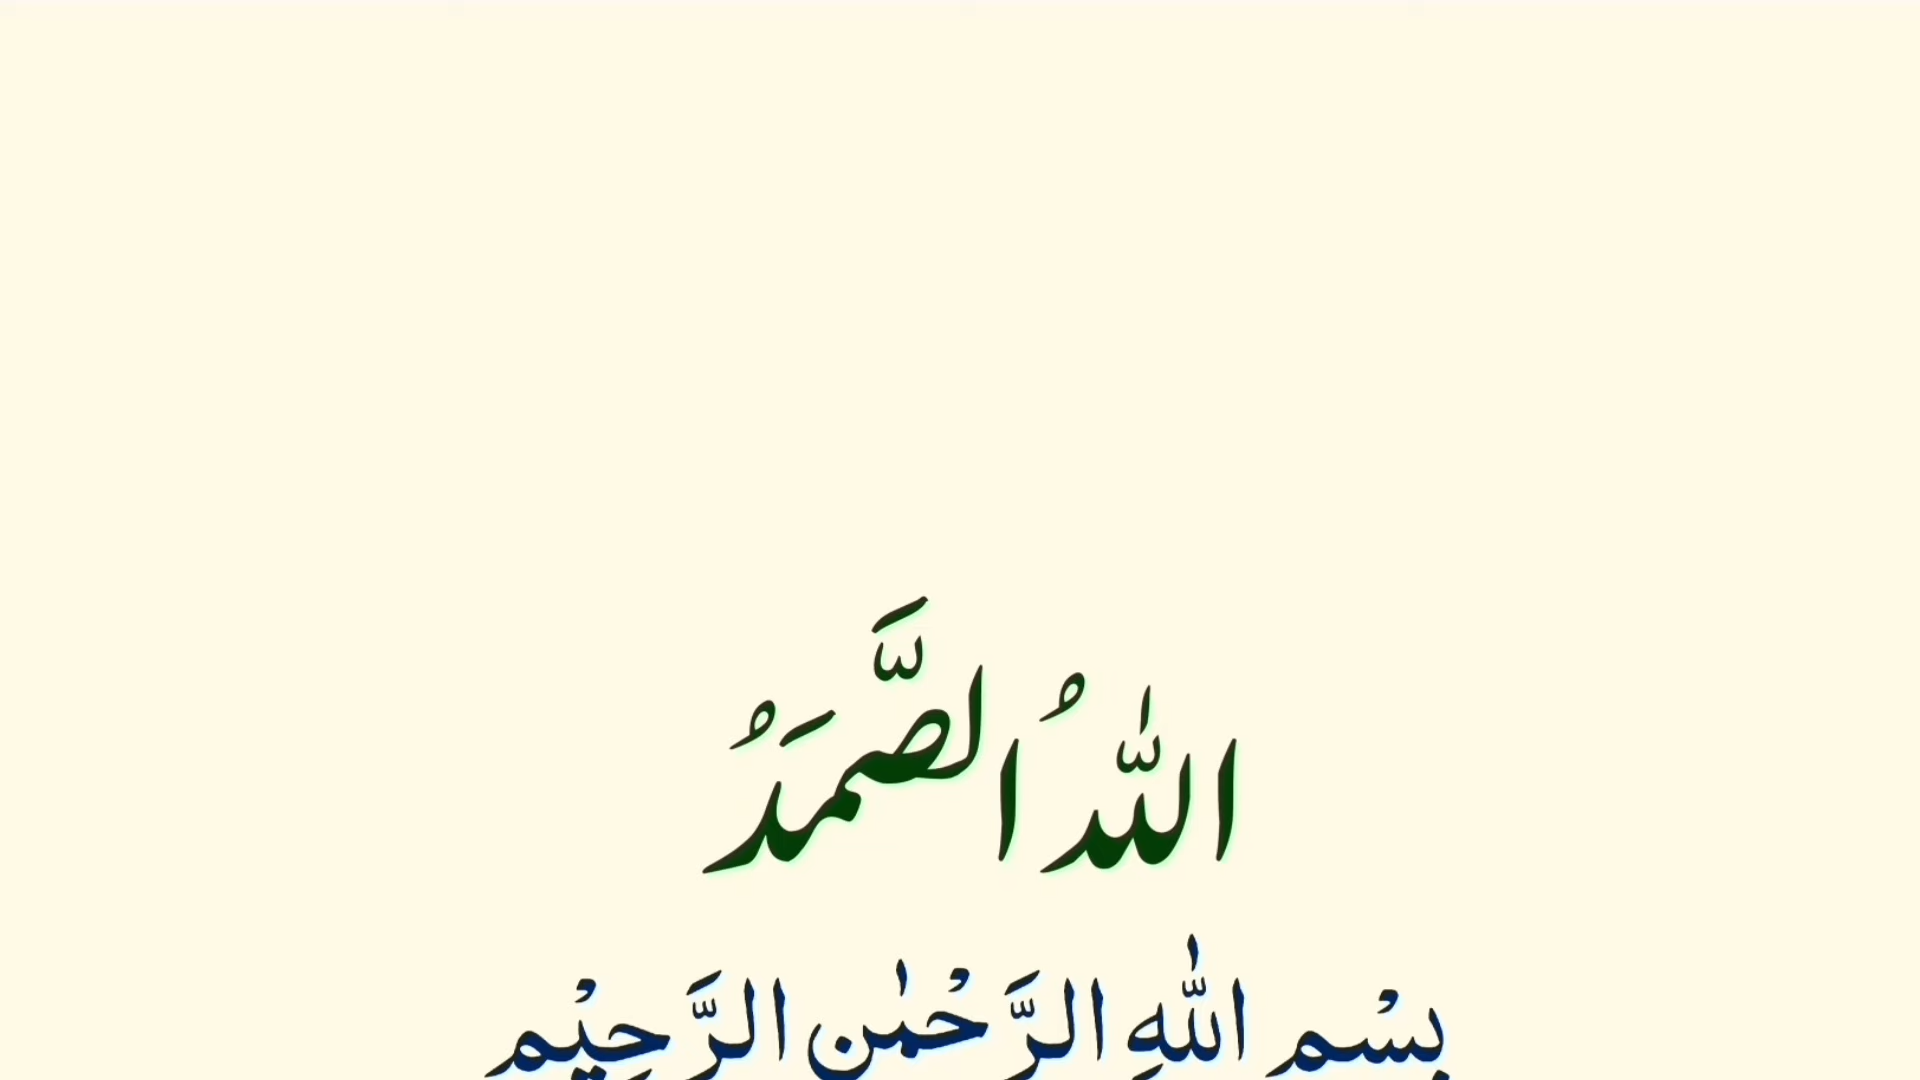 اللّٰهُ الصَّمَدُ
بِسْمِ اللّٰهِ الرَّحْمٰنِ الرَّحِيْمِ